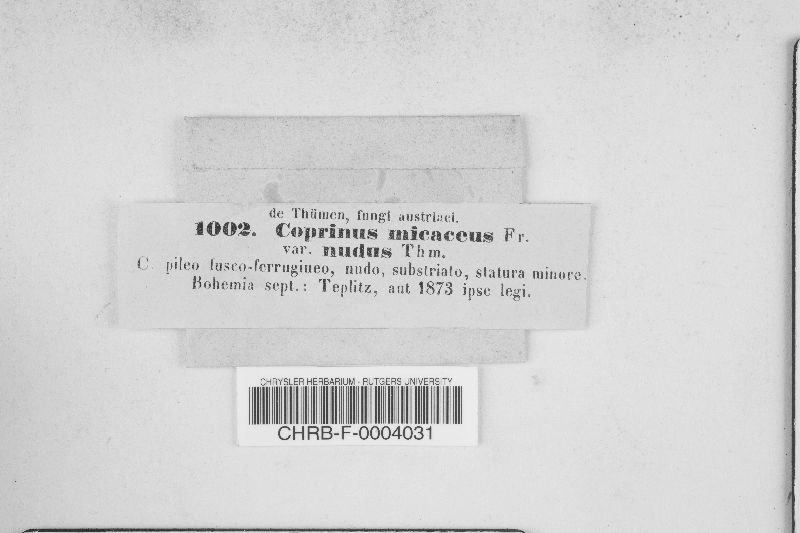 de Thümen, fungi austriaci.
1002. Coprinus micaceus Fr.
var. nudus Thm.
C. pileo fusco-ferrugineo, nudo, substriato, statura minore.
Bohemia sept.: Teplitz, aut 1873 ipse legi.
CHRYSLER HERBARIUM - RUTGERS UNIVERSITY
CHRB-F-0004031